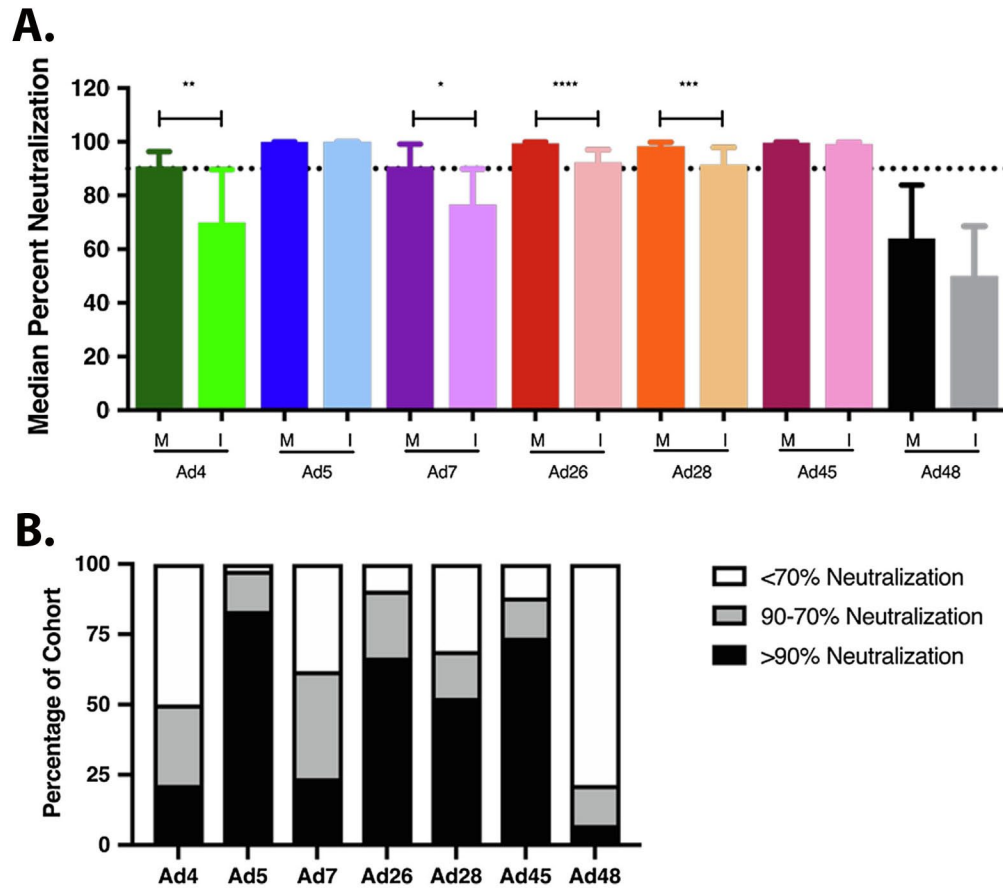 A.
Median Percent Neutralization
120
100
80
60
40
20
0
** * **** ***
M I M I M I M I M I M I M I
Ad4 Ad5 Ad7 Ad26 Ad28 Ad45 Ad48
B.
Percentage of Cohort
100
75
50
25
0
Ad4 Ad5 Ad7 Ad26 Ad28 Ad45 Ad48
<70% Neutralization
90-70% Neutralization
>90% Neutralization